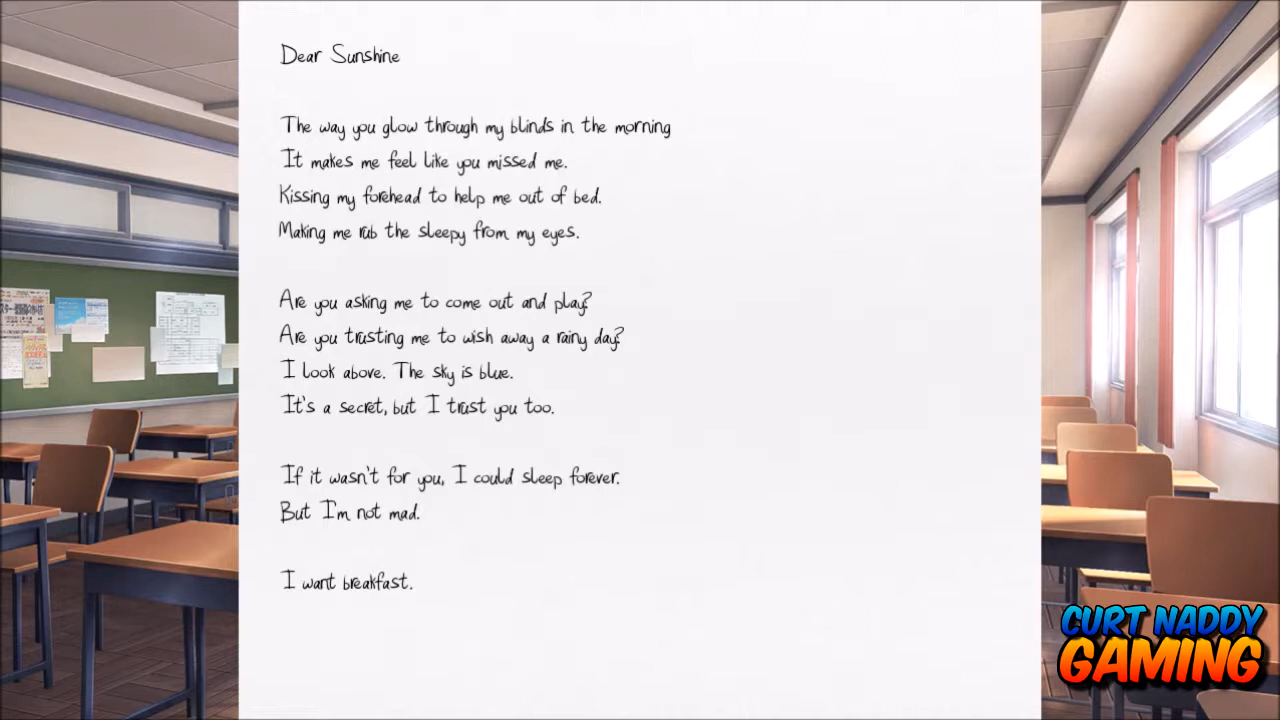 Dear Sunshine
The way you glow through my blinds in the morning
It makes me feel like you missed me.
Kissing my forehead to help me out of bed.
Making me rub the sleepy from my eyes.
Are you asking me to come out and play?
Are you trusting me to wish away a rainy day?
I look above. The sky is blue.
It's a secret, but I trust you too.
If it wasn't for you, I could sleep forever.
But I'm not mad.
I want breakfast.
CURT NADDY
GAMING